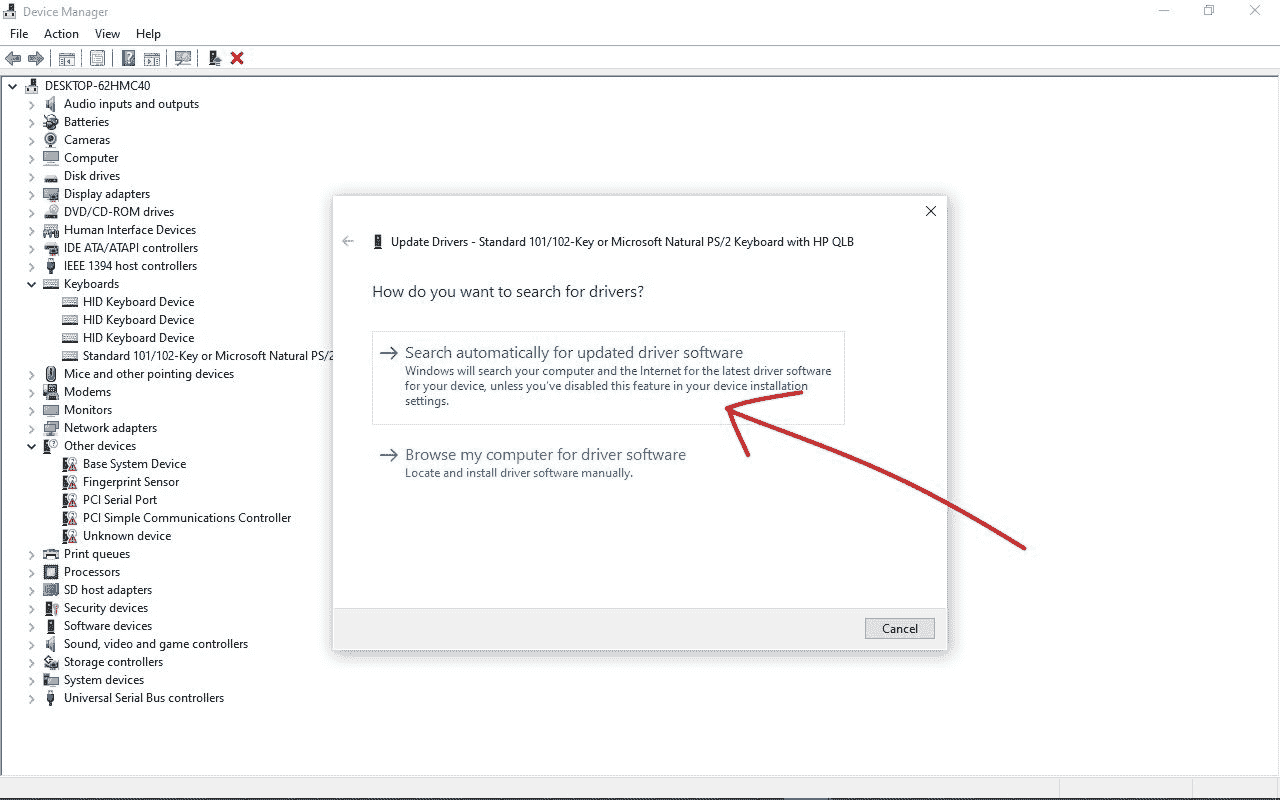 Device Manager
File Action View Help
DESKTOP-62HMC40
Audio inputs and outputs
Batteries
Cameras
Computer
Disk drives
Display adapters
DVD/CD-ROM drives
Human Interface Devices
IDE ATA/ATAPI controllers
IEEE 1394 host controllers
Keyboards
HID Keyboard Device
HID Keyboard Device
HID Keyboard Device
Standard 101/102-Key or Microsoft Natural PS/2
Mice and other pointing devices
Modems
Monitors
Network adapters
Other devices
Base System Device
Fingerprint Sensor
PCI Serial Port
PCI Simple Communications Controller
Unknown device
Print queues
Processors
SD host adapters
Security devices
Software devices
Sound, video and game controllers
Storage controllers
System devices
Universal Serial Bus controllers
Update Drivers - Standard 101/102-Key or Microsoft Natural PS/2 Keyboard with HP QLB
How do you want to search for drivers?
Search automatically for updated driver software
Windows will search your computer and the Internet for the latest driver software
for your device, unless you've disabled this feature in your device installation
settings.
Browse my computer for driver software
Locate and install driver software manually.
Cancel